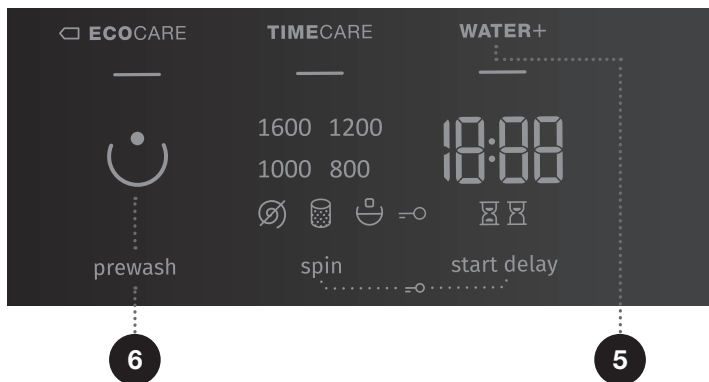 ECOCARE TIMECARE WATER+
1600 1200
1000 800
18:88
prewash spin start delay
6 5